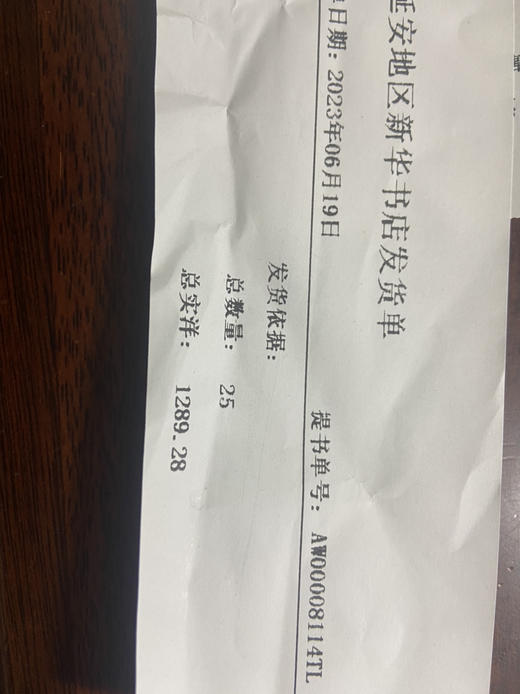 延安地区新华书店发货单
日期：2023年06月19日 提书单号：AW00008114TL
发货依据：
总数量：25
总实洋：1289.28